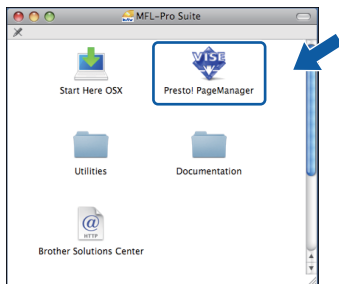 MFL-Pro Suite
VISE
Start Here OSX
Presto! PageManager
Utilities
Documentation
@
HTTP
Brother Solutions Center